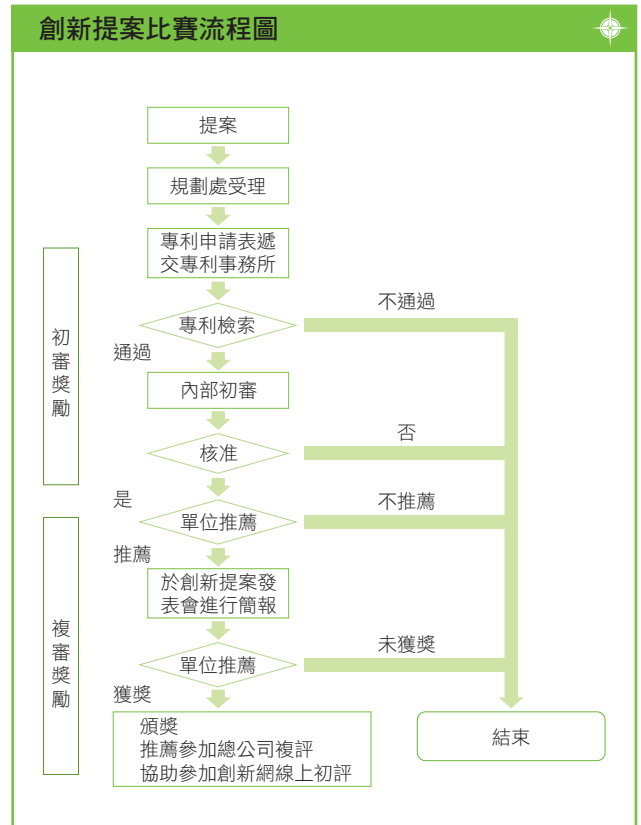 創新提案比賽流程圖
提案
規劃處受理
專利申請表遞
交專利事務所
不通過
專利檢索
初審獎勵
通過
內部初審
否
核准
是
不推薦
單位推薦
推薦
於創新提案發
表會進行簡報
複審獎勵
未獲獎
單位推薦
獲獎
頒獎
推薦參加總公司複評
協助參加創新網線上初評
結束